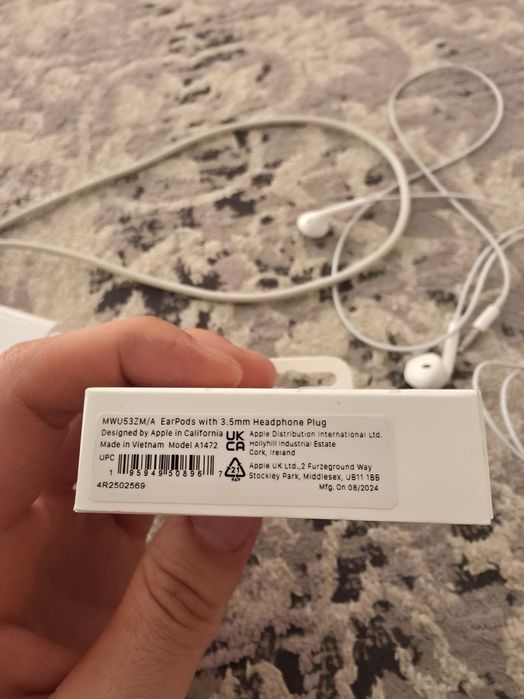 MWU53ZM/A EarPods with 3.5mm Headphone Plug
Designed by Apple in California
Made in Vietnam Model A1472
UPC
1 95949 50896 7
4R2502569
UK
CA
21
PAP
Apple Distribution International Ltd.
Hollyhill Industrial Estate
Cork, Ireland
Apple UK Ltd., 2 Furzeground Way
Stockley Park, Middlesex, UB11 1BB
Mfg. On 08/2024